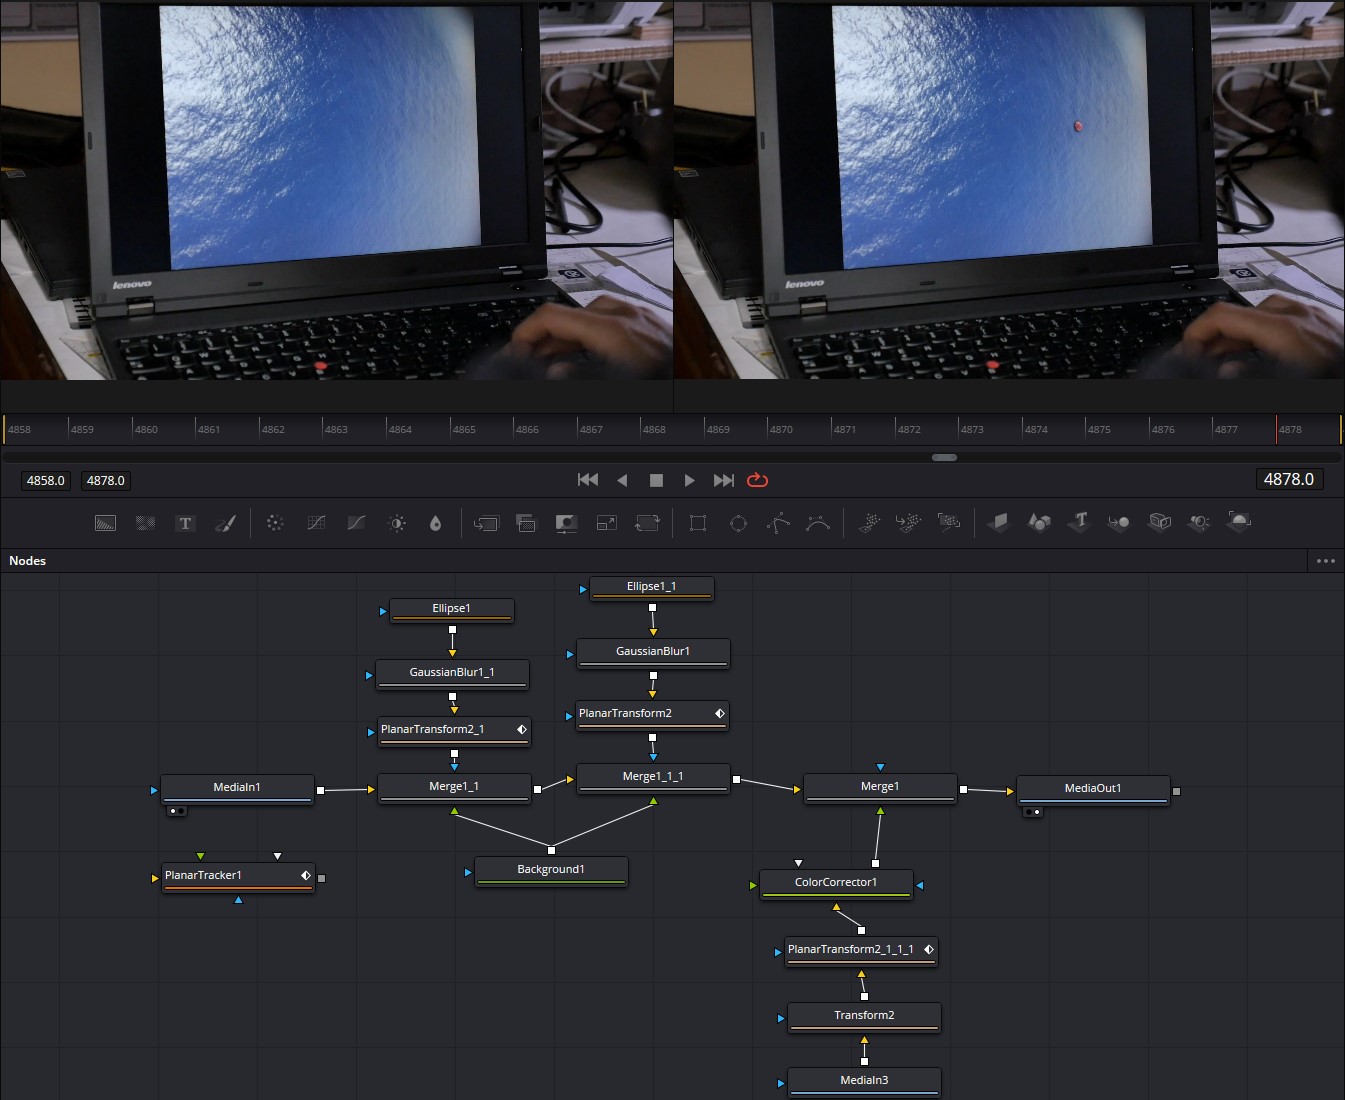 lenovo
lenovo
4858 4859 4860 4861 4862 4863 4864 4865 4866 4867 4868 4869 4870 4871 4872 4873 4874 4875 4876 4877 4878
4858.0 4878.0 4878.0
T
Nodes
Ellipse1_1
Ellipse1
GaussianBlur1
GaussianBlur1_1
PlanarTransform2
PlanarTransform2_1
Merge1_1_1
MediaIn1 Merge1_1 Merge1 MediaOut1
PlanarTracker1 Background1 ColorCorrector1
PlanarTransform2_1_1_1
Transform2
MediaIn3